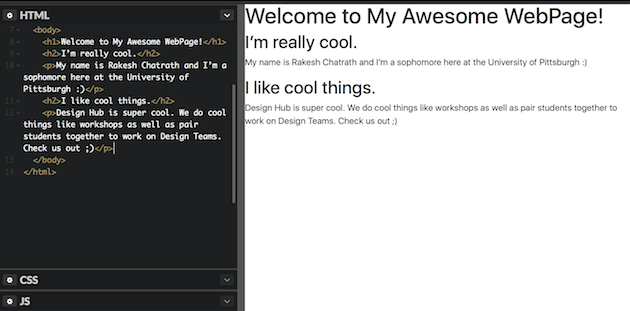 HTML
7 <body>
8 <h1>Welcome to My Awesome WebPage!</h1>
9 <h2>I'm really cool.</h2>
10 <p>My name is Rakesh Chatrath and I'm a
sophomore here at the University of
Pittsburgh :)</p>
11 <h2>I like cool things.</h2>
12 <p>Design Hub is super cool. We do cool
things like workshops as well as pair
students together to work on Design Teams.
Check us out ;)</p>
13 </body>
14 </html>
CSS
JS
Welcome to My Awesome WebPage!
I'm really cool.
My name is Rakesh Chatrath and I'm a sophomore here at the University of Pittsburgh :)
I like cool things.
Design Hub is super cool. We do cool things like workshops as well as pair students together to
work on Design Teams. Check us out ;)